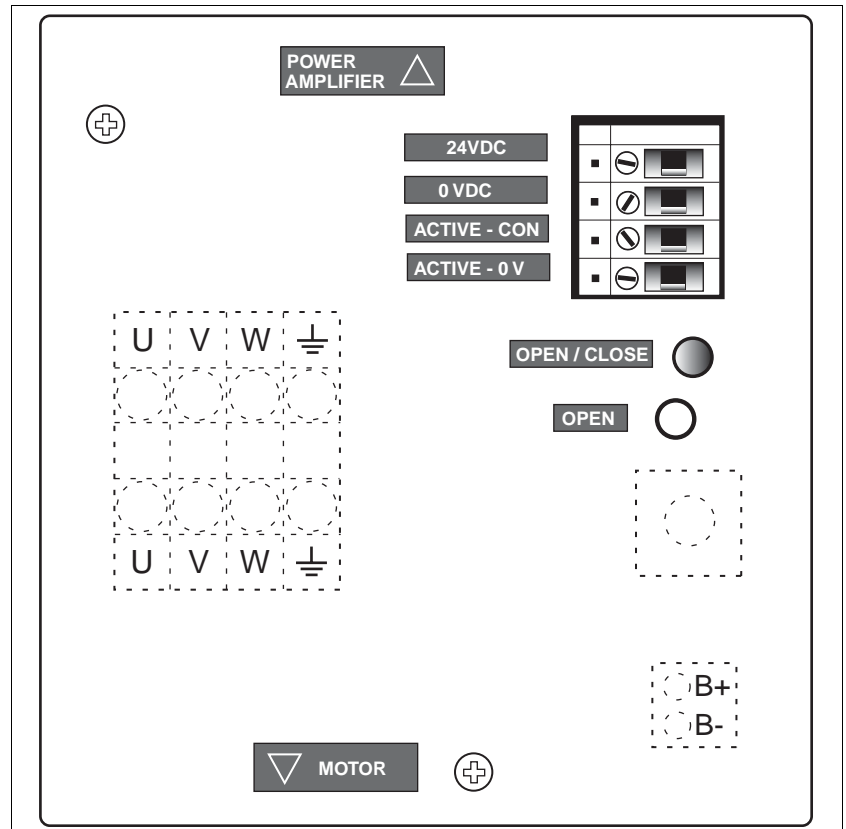 POWER
AMPLIFIER
24VDC
0 VDC
ACTIVE - CON
ACTIVE - 0 V
U V W
OPEN / CLOSE
OPEN
U V W
B+
B-
MOTOR